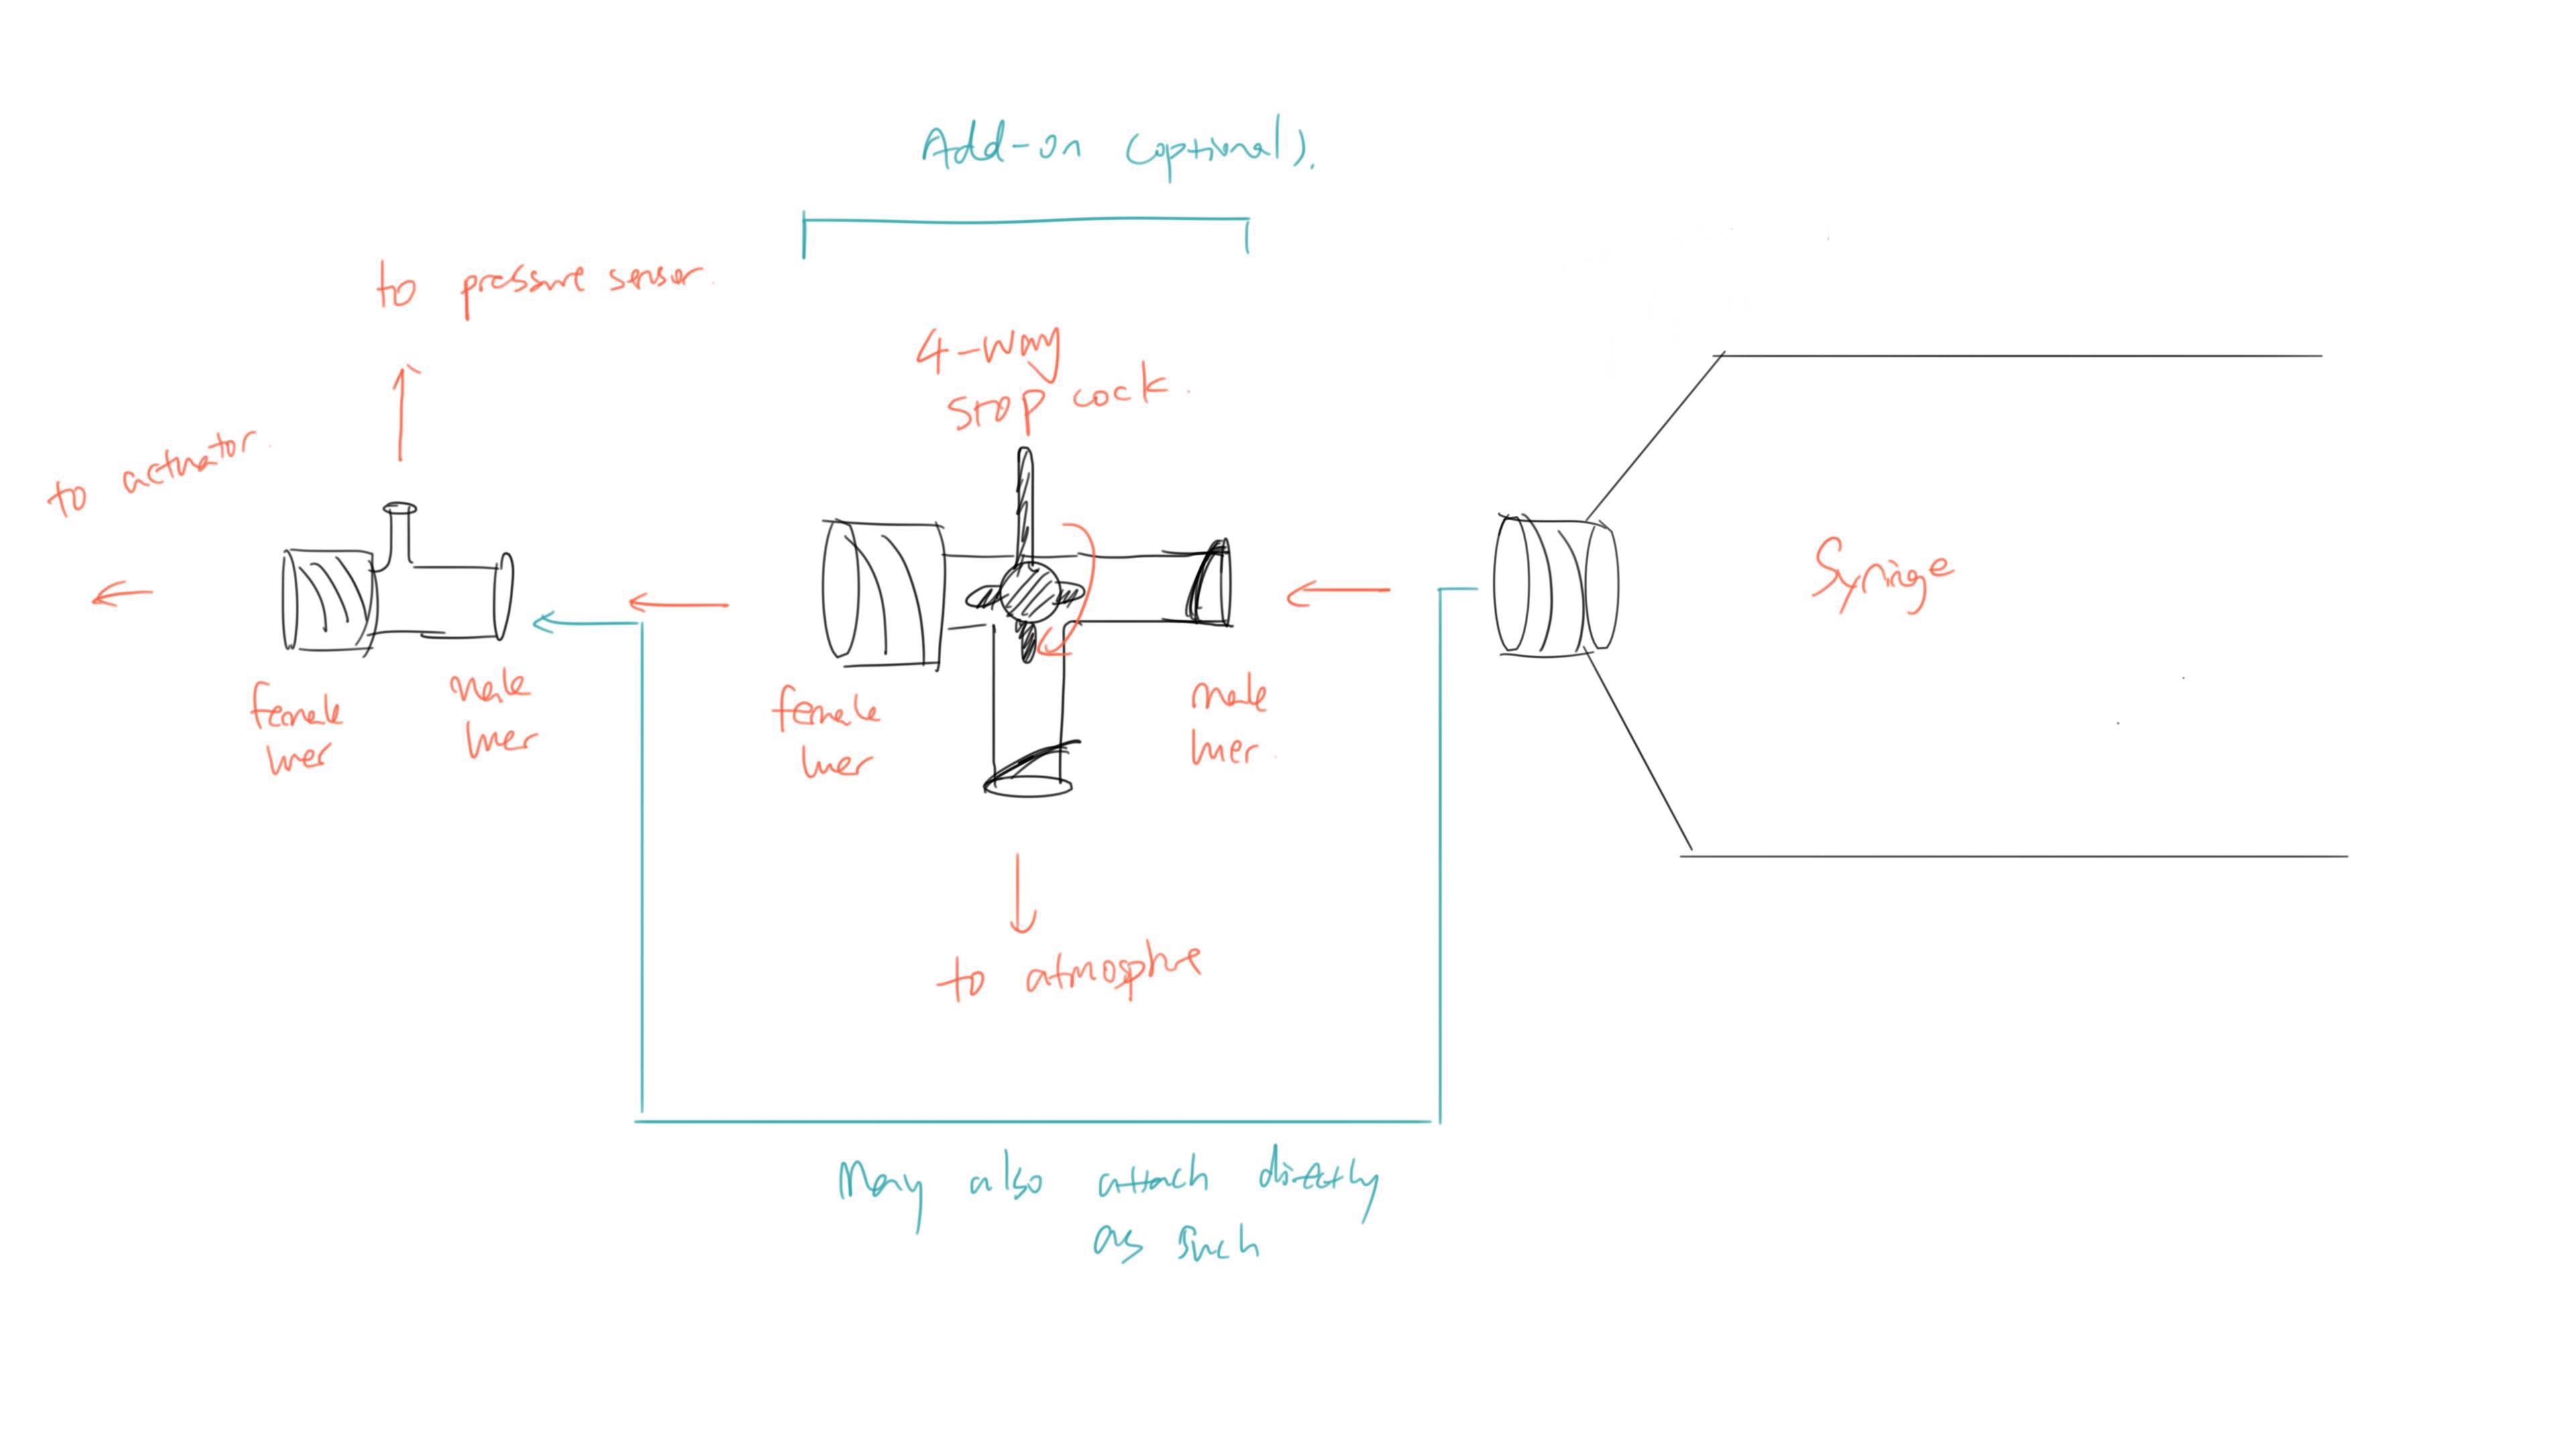 Add-on (optional).
to pressure sensor.
4-way
stop cock.
to actuator.
Syringe
female
luer
male
luer
female
luer
male
luer.
to atmosphre
May also attach directly
as such